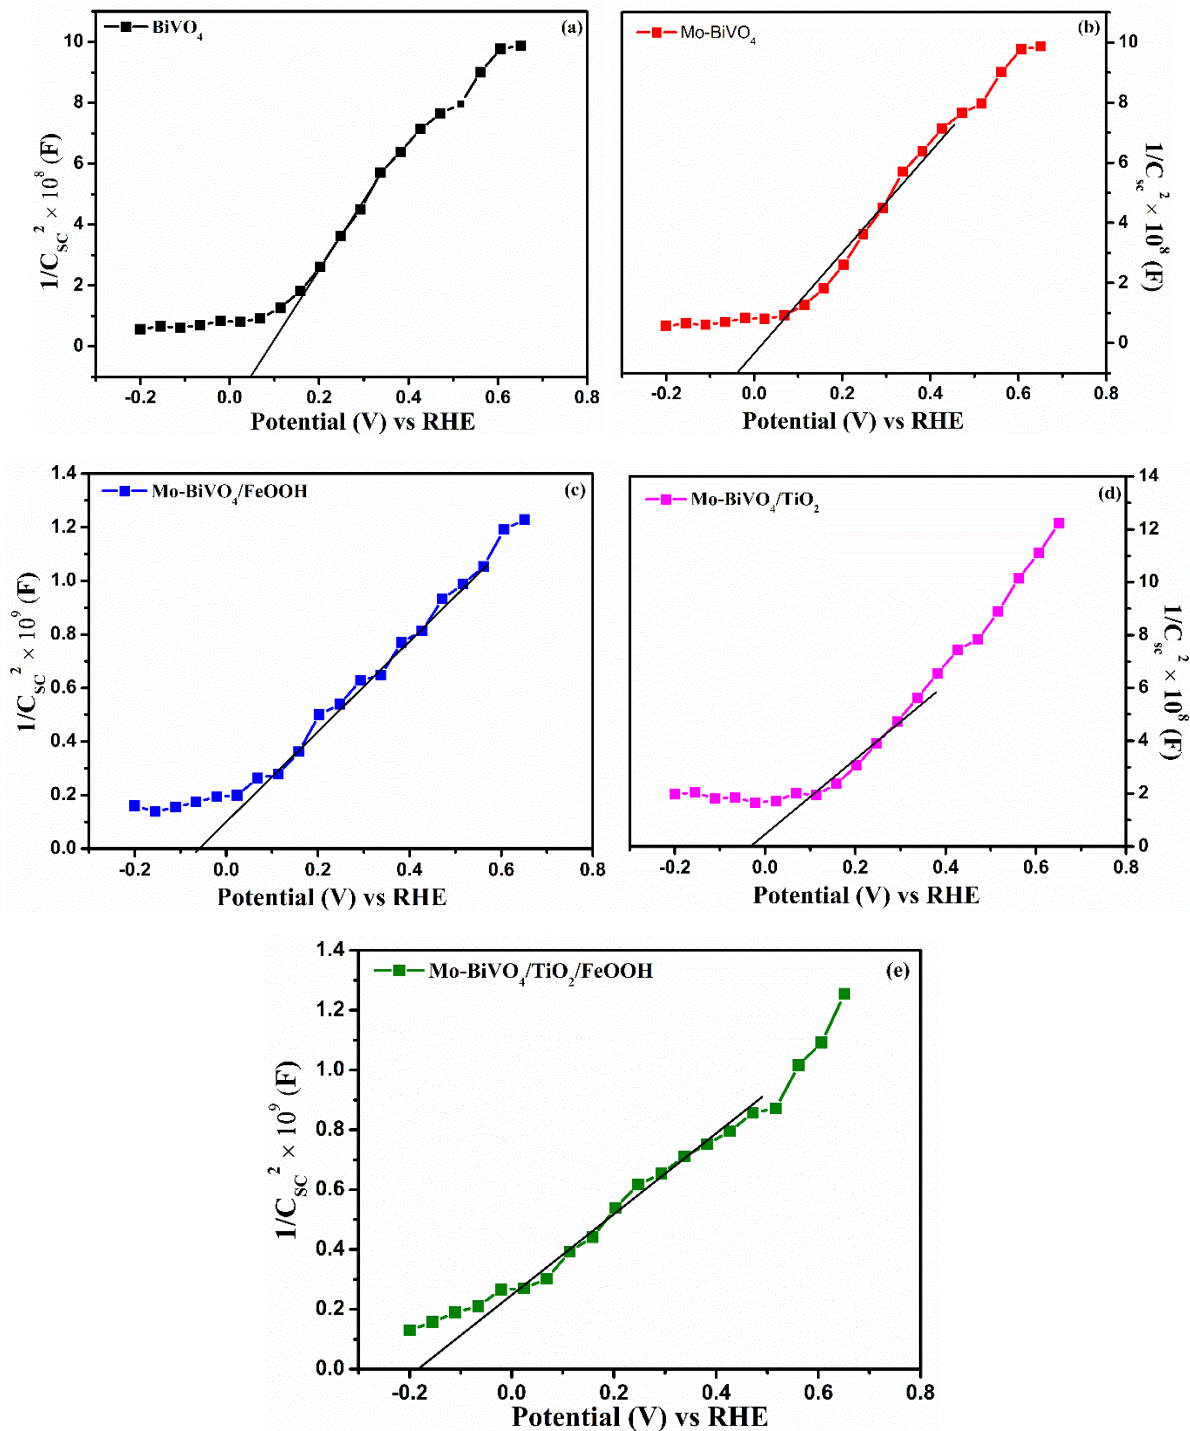 BiVO₄
(a)
10
8
6
4
2
0
1/C_SC² × 10⁸ (F)
-0.2 0.0 0.2 0.4 0.6 0.8
Potential (V) vs RHE
Mo-BiVO₄
(b)
10
8
6
4
2
0
1/C_sc² × 10⁸ (F)
-0.2 0.0 0.2 0.4 0.6 0.8
Potential (V) vs RHE
Mo-BiVO₄/FeOOH
(c)
1.4
1.2
1.0
0.8
0.6
0.4
0.2
0.0
1/C_SC² × 10⁹ (F)
-0.2 0.0 0.2 0.4 0.6 0.8
Potential (V) vs RHE
Mo-BiVO₄/TiO₂
(d)
14
12
10
8
6
4
2
0
1/C_sc² × 10⁸ (F)
-0.2 0.0 0.2 0.4 0.6 0.8
Potential (V) vs RHE
Mo-BiVO₄/TiO₂/FeOOH
(e)
1.4
1.2
1.0
0.8
0.6
0.4
0.2
0.0
1/C_SC² × 10⁹ (F)
-0.2 0.0 0.2 0.4 0.6 0.8
Potential (V) vs RHE